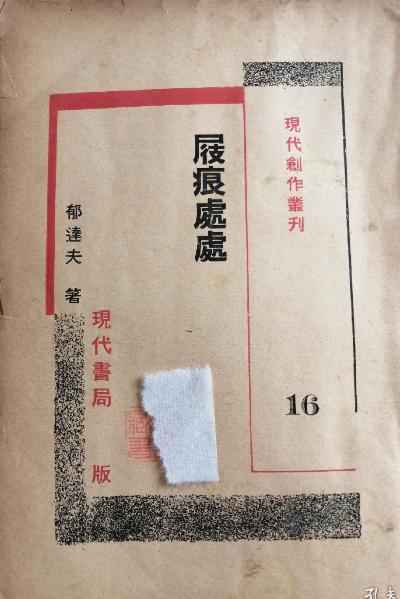 現代創作叢刊
16
屐痕處處
郁達夫 著
現代書局 版